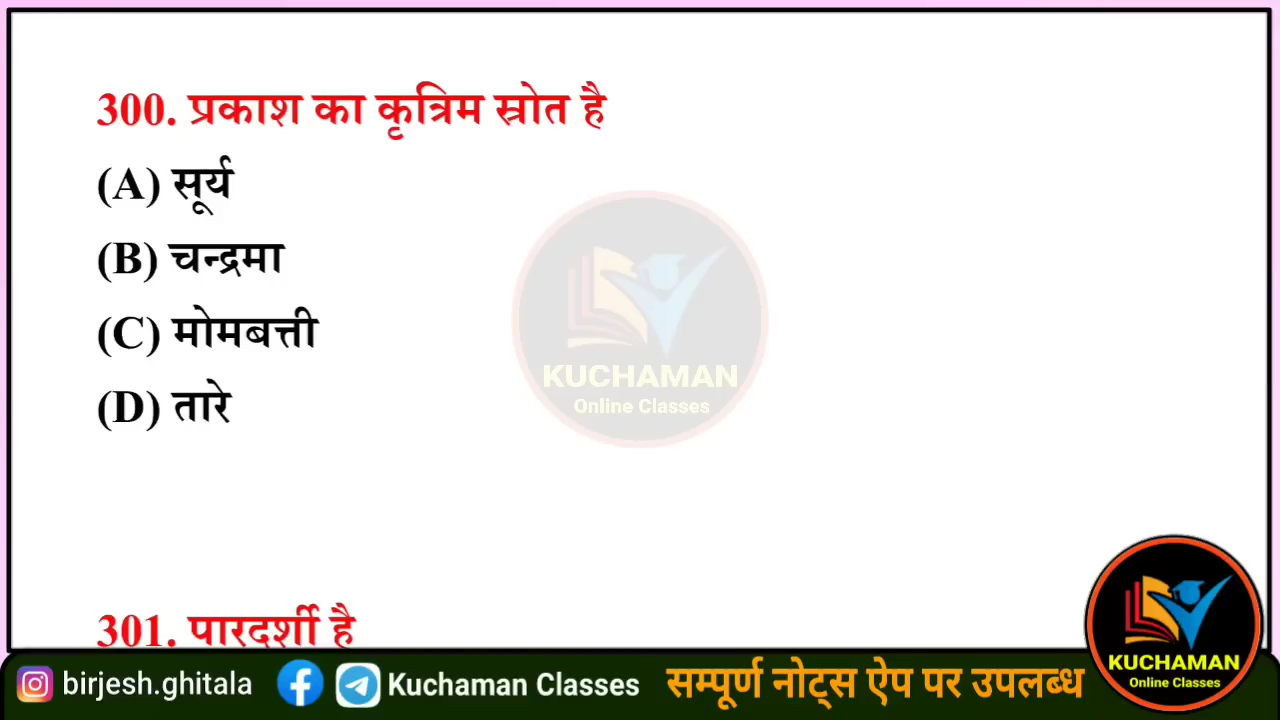 300. प्रकाश का कृत्रिम स्रोत है
(A) सूर्य
(B) चन्द्रमा
(C) मोमबत्ती
(D) तारे
KUCHAMAN
Online Classes
301. पारदर्शी है
birjesh.ghitala
Kuchaman Classes
सम्पूर्ण नोट्स ऐप पर उपलब्ध
KUCHAMAN
Online Classes